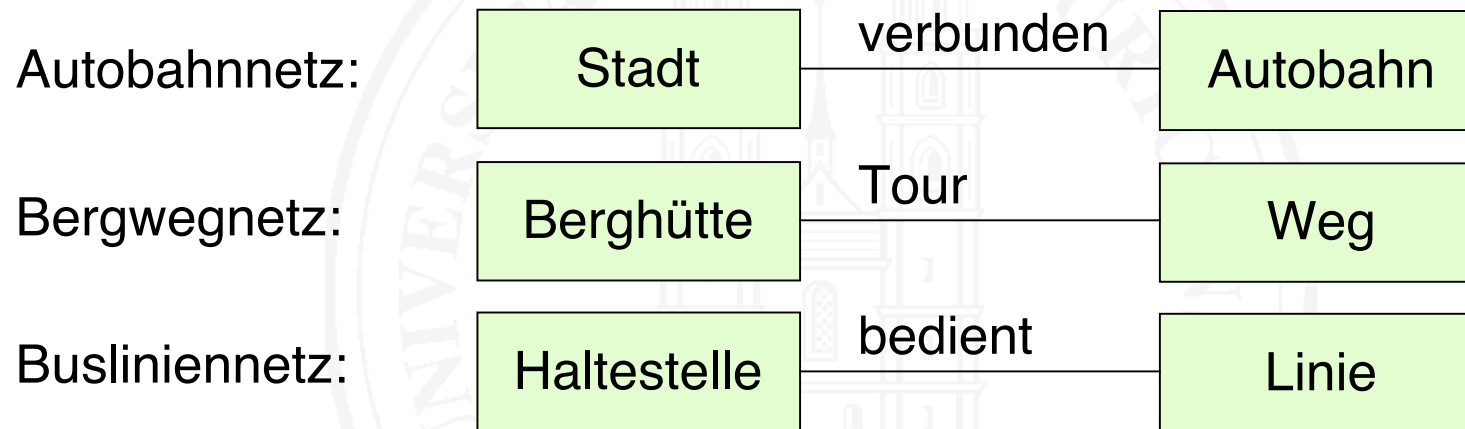 Autobahnnetz: Stadt verbunden Autobahn
Bergwegnetz: Berghütte Tour Weg
Busliniennetz: Haltestelle bedient Linie